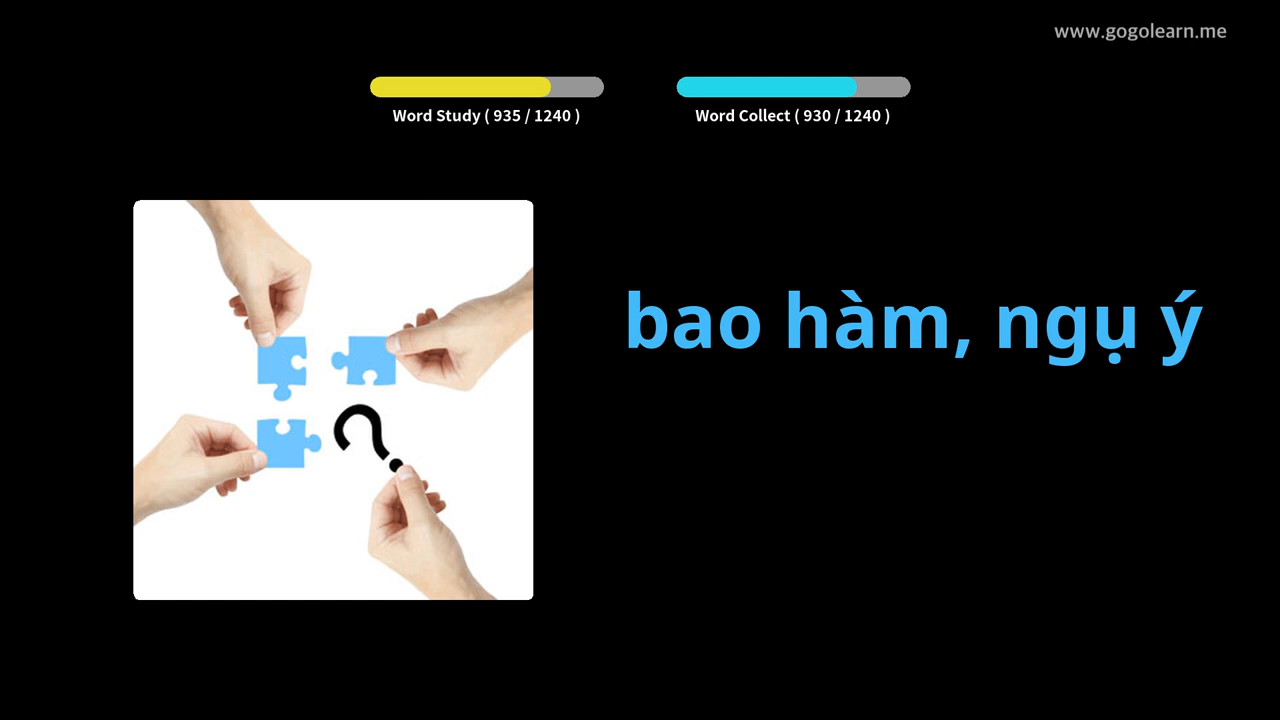 www.gogolearn.me
Word Study ( 935 / 1240 )
Word Collect ( 930 / 1240 )
bao hàm, ngụ ý
?